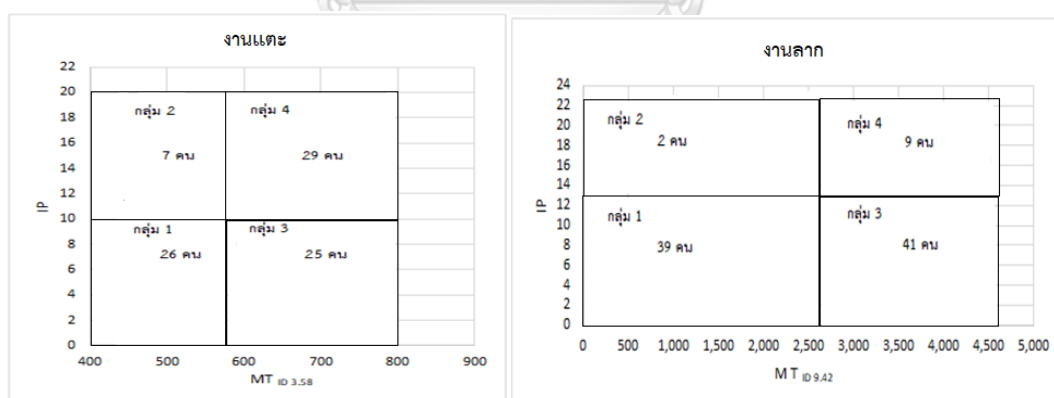 งานแตะ
22
20
18
16
14
12
10
8
6
4
2
0
IP
กลุ่ม 2
7 คน
กลุ่ม 4
29 คน
กลุ่ม 1
26 คน
กลุ่ม 3
25 คน
400 500 600 700 800 900
MT ID 3.58
งานลาก
24
22
20
18
16
14
12
10
8
6
4
2
0
IP
กลุ่ม 2
2 คน
กลุ่ม 4
9 คน
กลุ่ม 1
39 คน
กลุ่ม 3
41 คน
0 500 1,000 1,500 2,000 2,500 3,000 3,500 4,000 4,500 5,000
MT ID 9.42